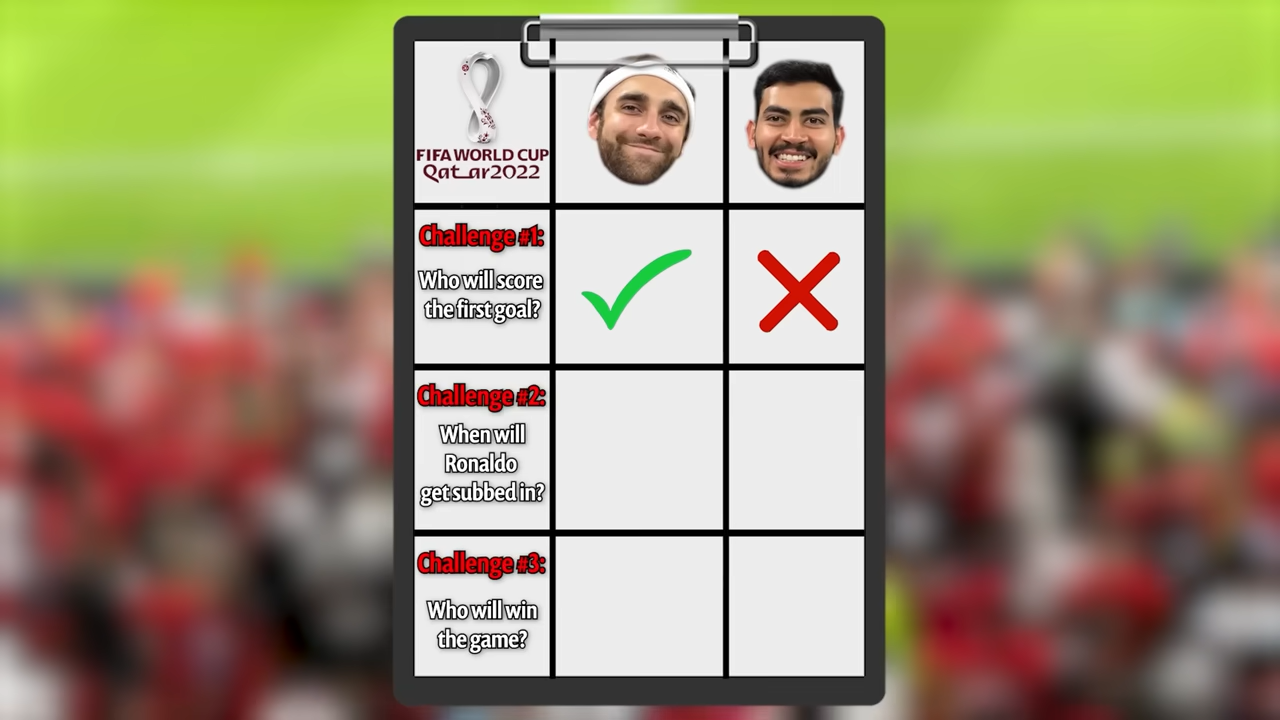 FIFA WORLD CUP
Qatar2022
Challenge #1:
Who will score
the first goal?
Challenge #2:
When will
Ronaldo
get subbed in?
Challenge #3:
Who will win
the game?